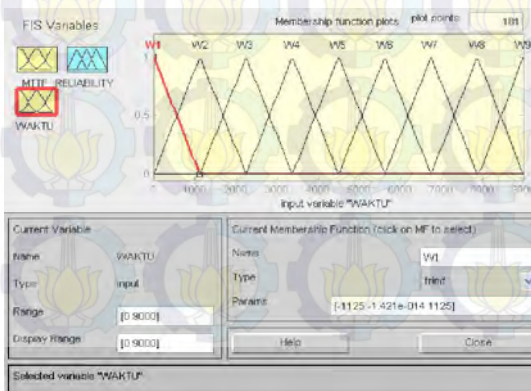 FIS Variables
Membership function plots
plot points
181
W1 W2 W3 W4 W5 W6 W7 W8 W9
MTTF RELIABILITY
WAKTU
1
0.5
0
0 1000 2000 3000 4000 5000 6000 7000 8000 9000
input variable "WAKTU"
Current Variable
Name WAKTU
Type input
Range [0 9000]
Display Range [0 9000]
Current Membership Function (click on MF to select)
Name W1
Type trimf
Params [-1125 -1.421e-014 1125]
Help Close
Selected variable "WAKTU"